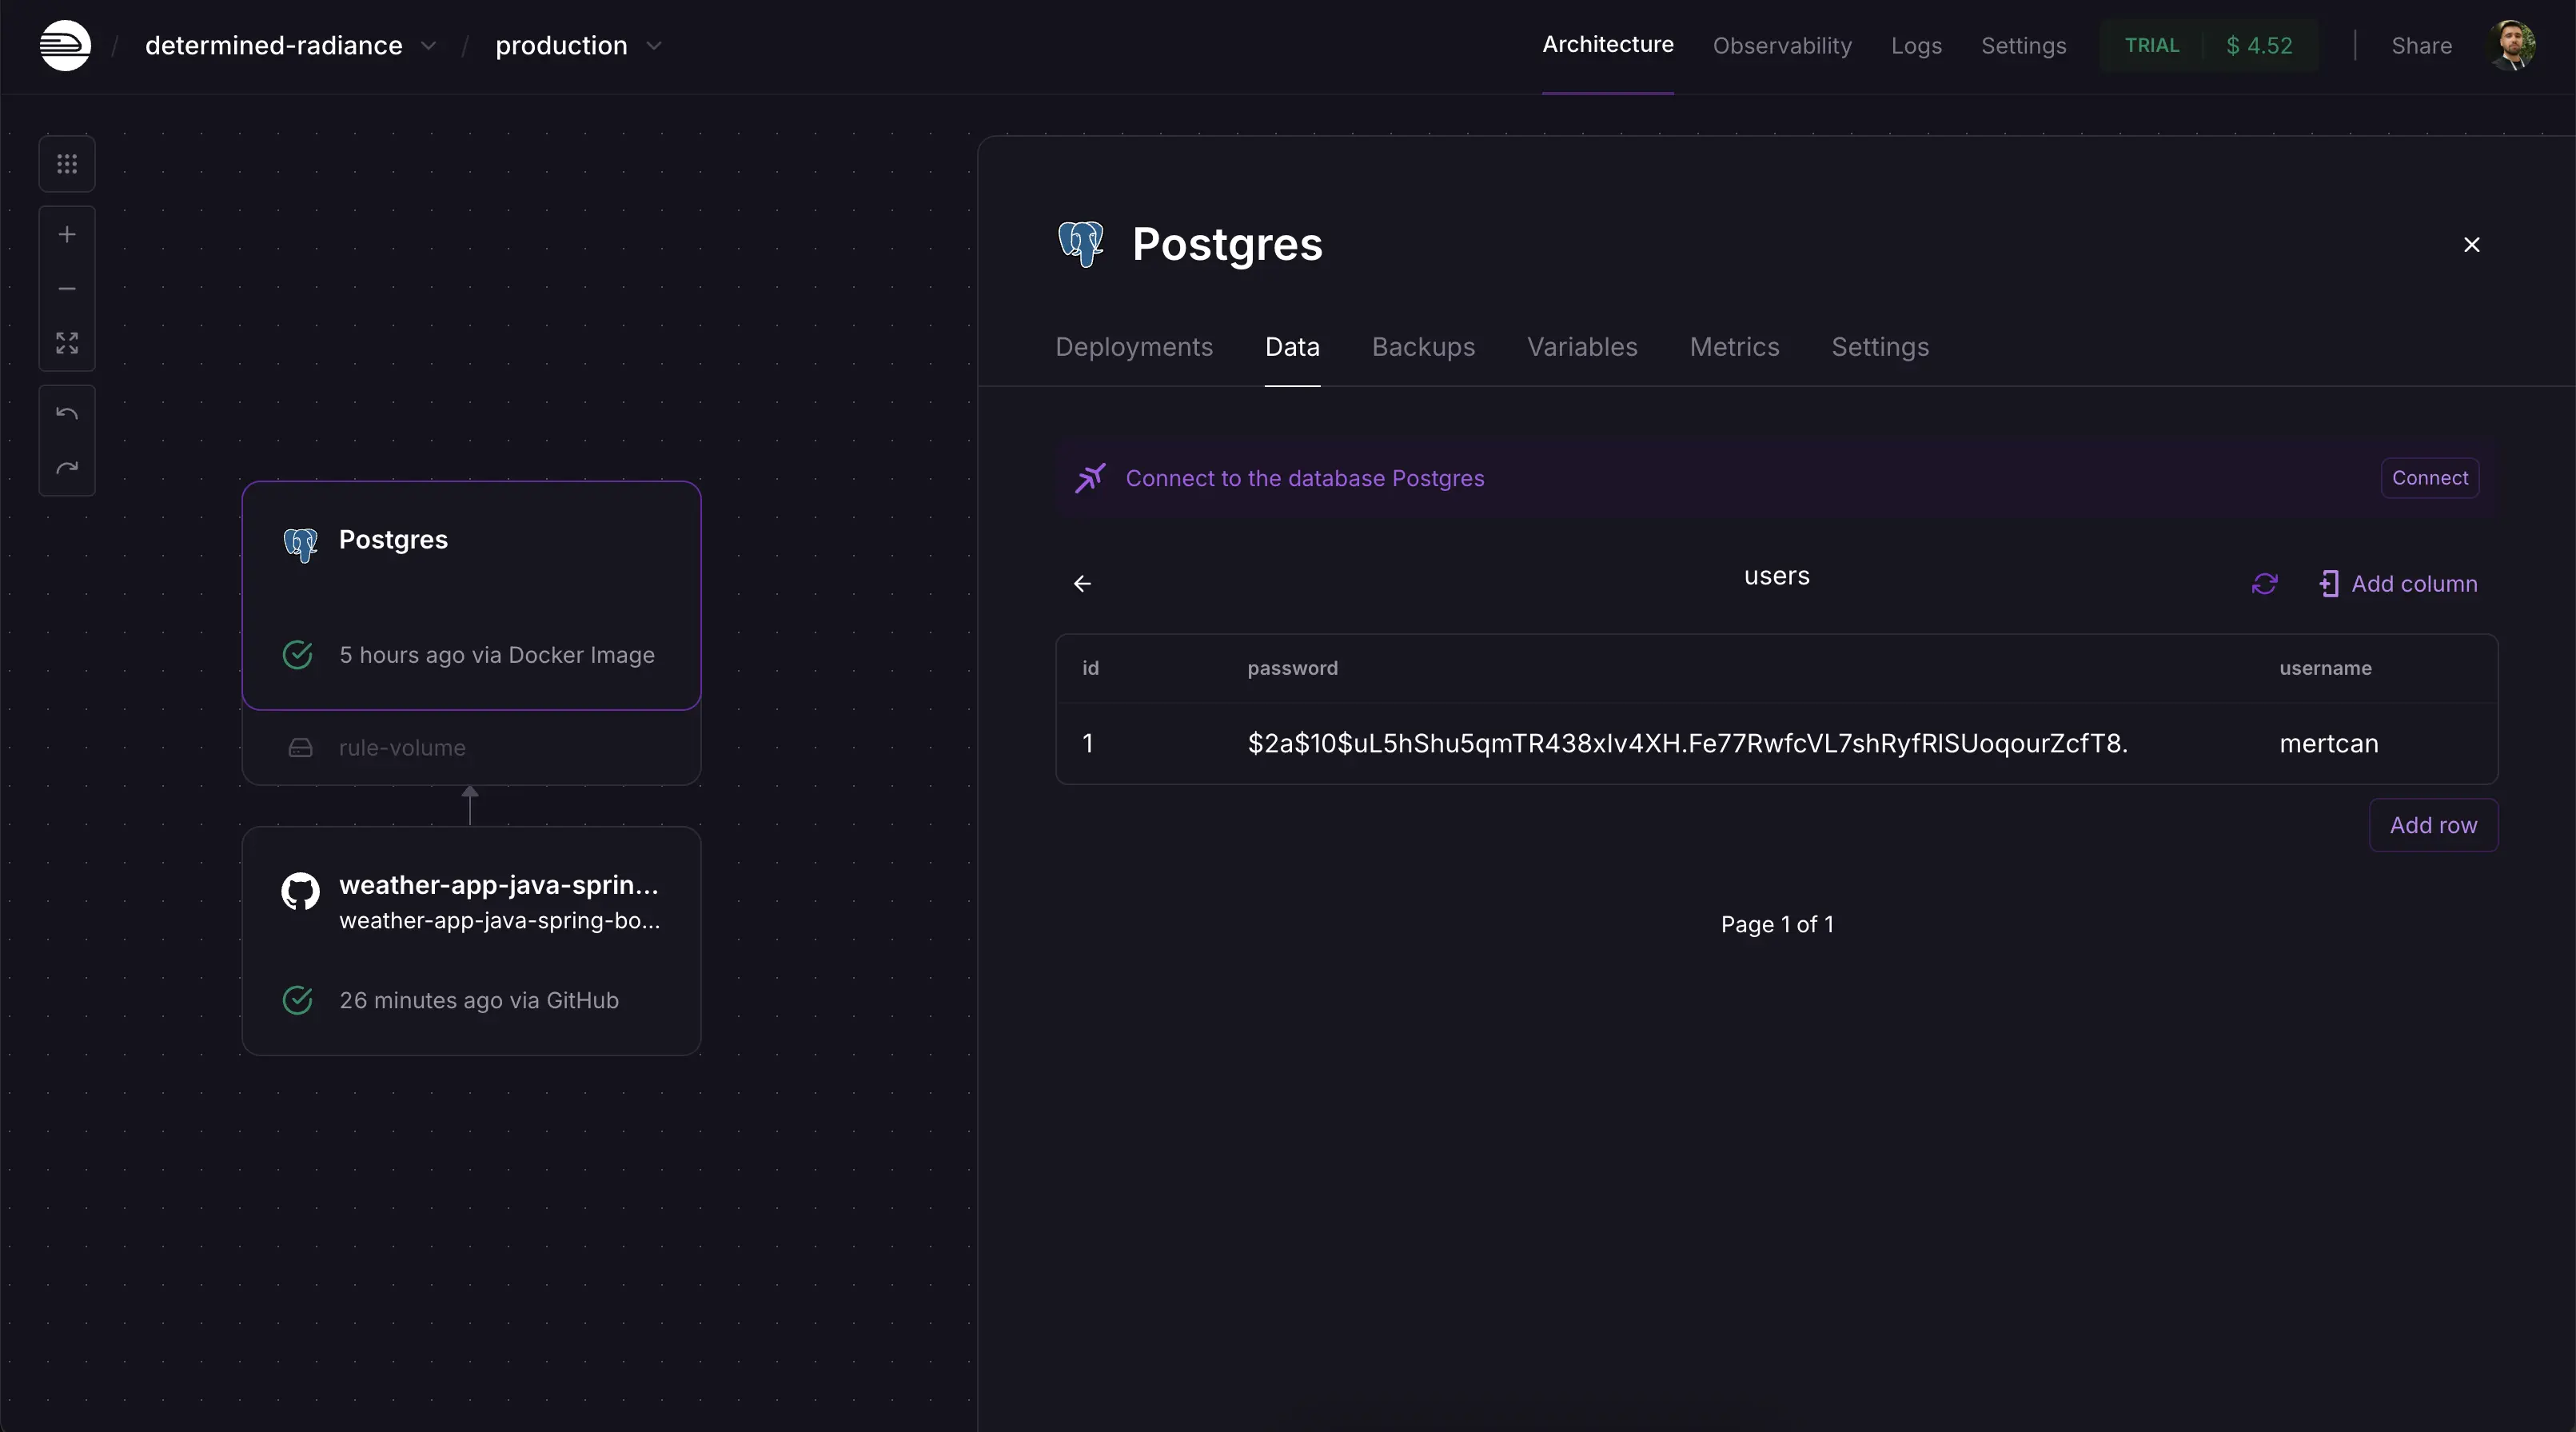 / determined-radiance / production
Architecture Observability Logs Settings TRIAL $ 4.52 Share
Postgres
Deployments Data Backups Variables Metrics Settings
Connect to the database Postgres Connect
users Add column
id password username
1 $2a$10$uL5hShu5qmTR438xIv4XH.Fe77RwfcVL7shRyfRlSUoqourZcfT8. mertcan
Add row
Page 1 of 1
Postgres
5 hours ago via Docker Image
rule-volume
weather-app-java-sprin...
weather-app-java-spring-bo...
26 minutes ago via GitHub